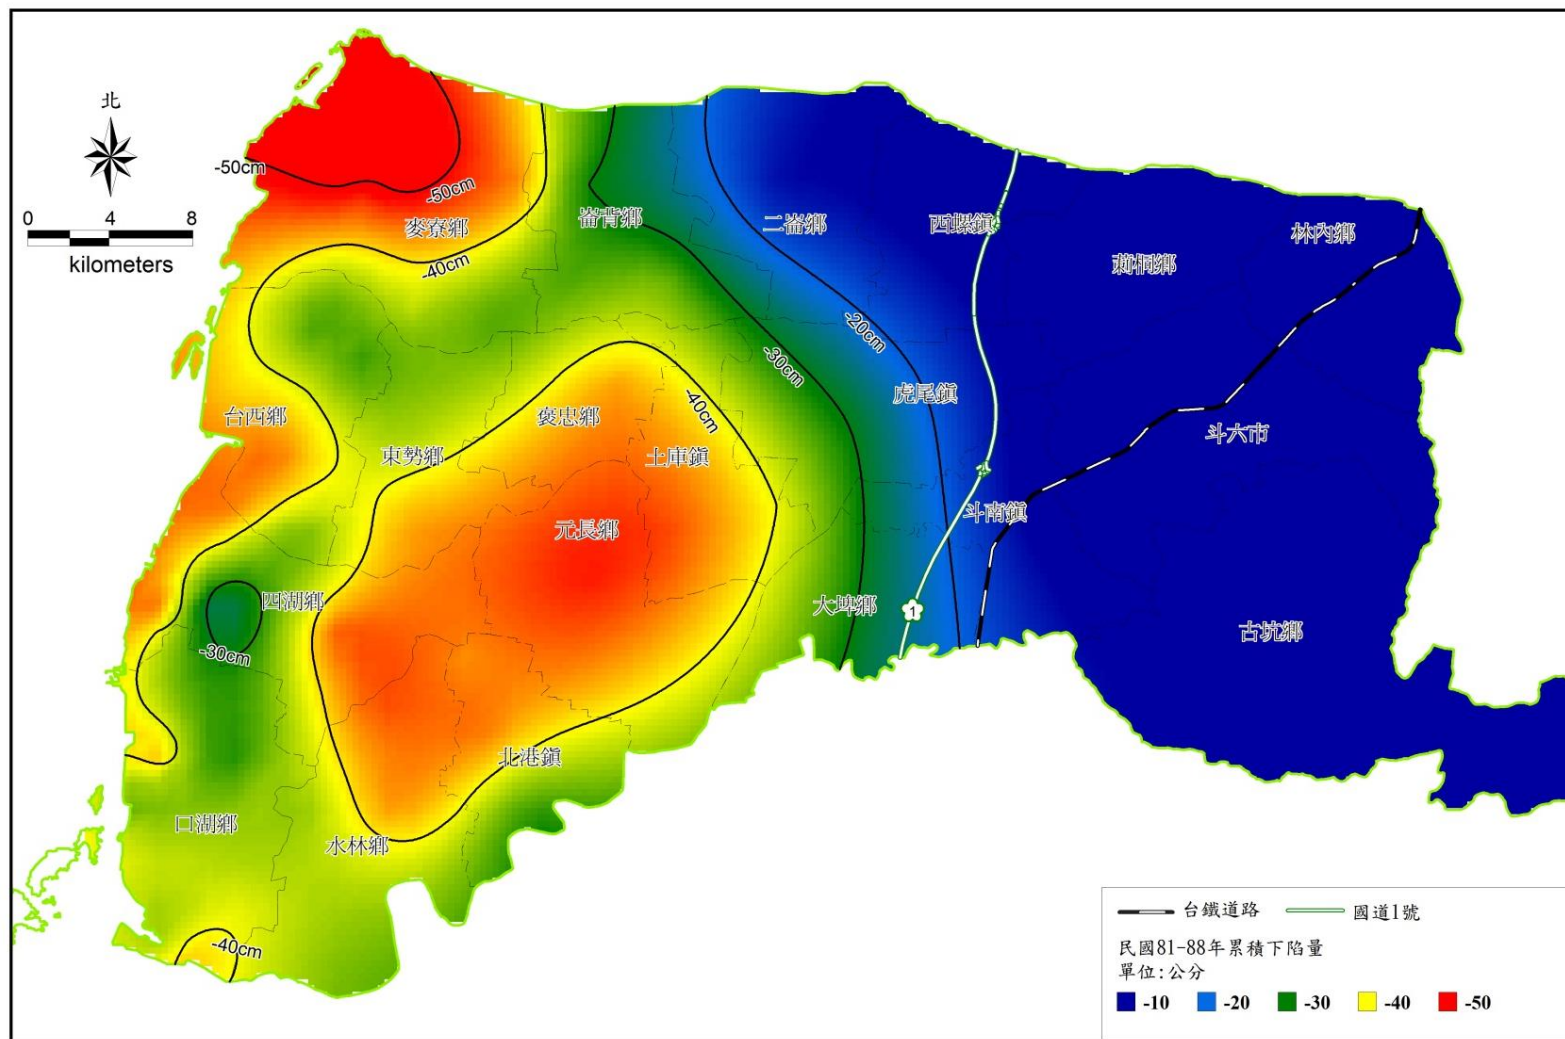 北
0 4 8
kilometers
-50cm
-50cm
麥寮鄉
崙背鄉
二崙鄉
西螺鎮
林內鄉
莿桐鄉
-40cm
-20cm
-30cm
虎尾鎮
-40cm
台西鄉
褒忠鄉
東勢鄉
土庫鎮
斗六市
元長鄉
斗南鎮
四湖鄉
大埤鄉
1
古坑鄉
-30cm
北港鎮
口湖鄉
水林鄉
-40cm
台鐵道路 國道1號
民國81-88年累積下陷量
單位:公分
-10 -20 -30 -40 -50